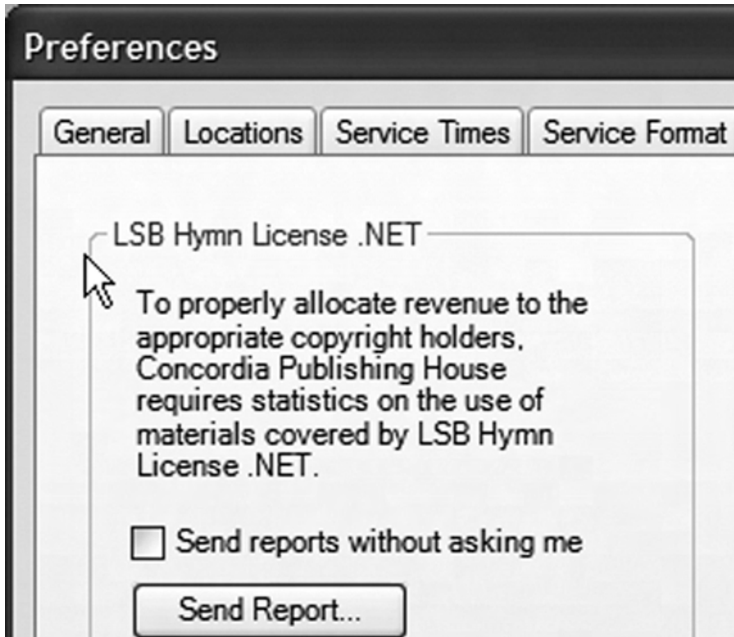 Preferences
General Locations Service Times Service Format
LSB Hymn License .NET
To properly allocate revenue to the
appropriate copyright holders,
Concordia Publishing House
requires statistics on the use of
materials covered by LSB Hymn
License .NET.
Send reports without asking me
Send Report...